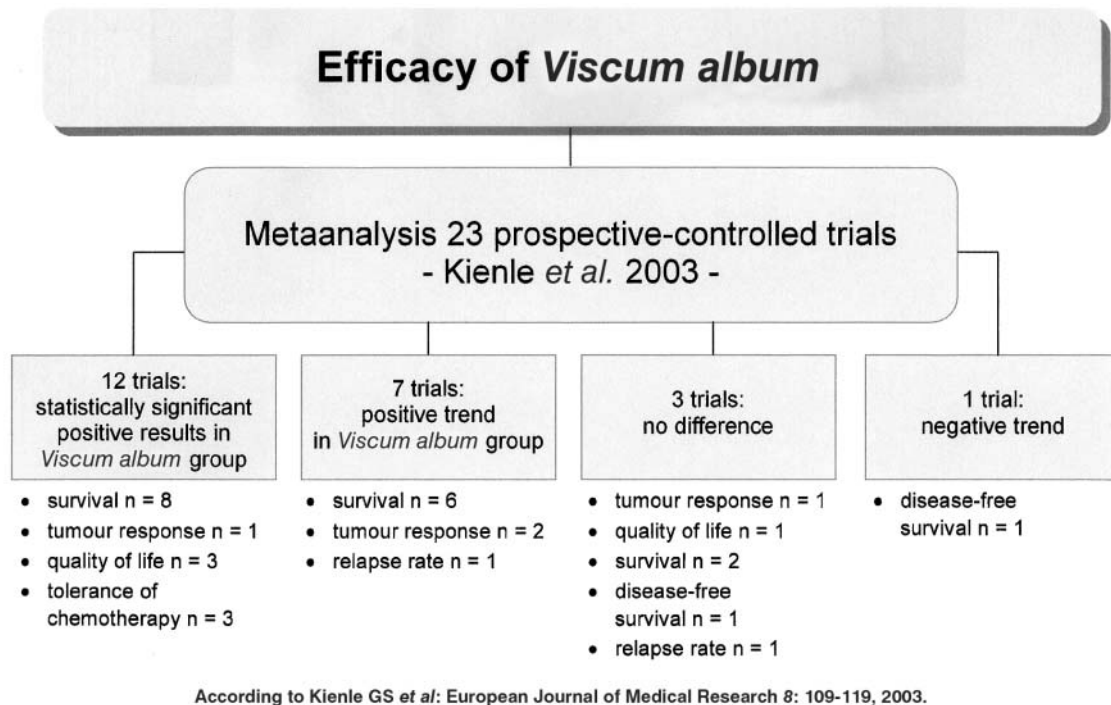 Efficacy of Viscum album
Metaanalysis 23 prospective-controlled trials
- Kienle et al. 2003 -
12 trials:
statistically significant
positive results in
Viscum album group
• survival n = 8
• tumour response n = 1
• quality of life n = 3
• tolerance of
chemotherapy n = 3
7 trials:
positive trend
in Viscum album group
• survival n = 6
• tumour response n = 2
• relapse rate n = 1
3 trials:
no difference
• tumour response n = 1
• quality of life n = 1
• survival n = 2
• disease-free
survival n = 1
• relapse rate n = 1
1 trial:
negative trend
• disease-free
survival n = 1
According to Kienle GS et al: European Journal of Medical Research 8: 109-119, 2003.